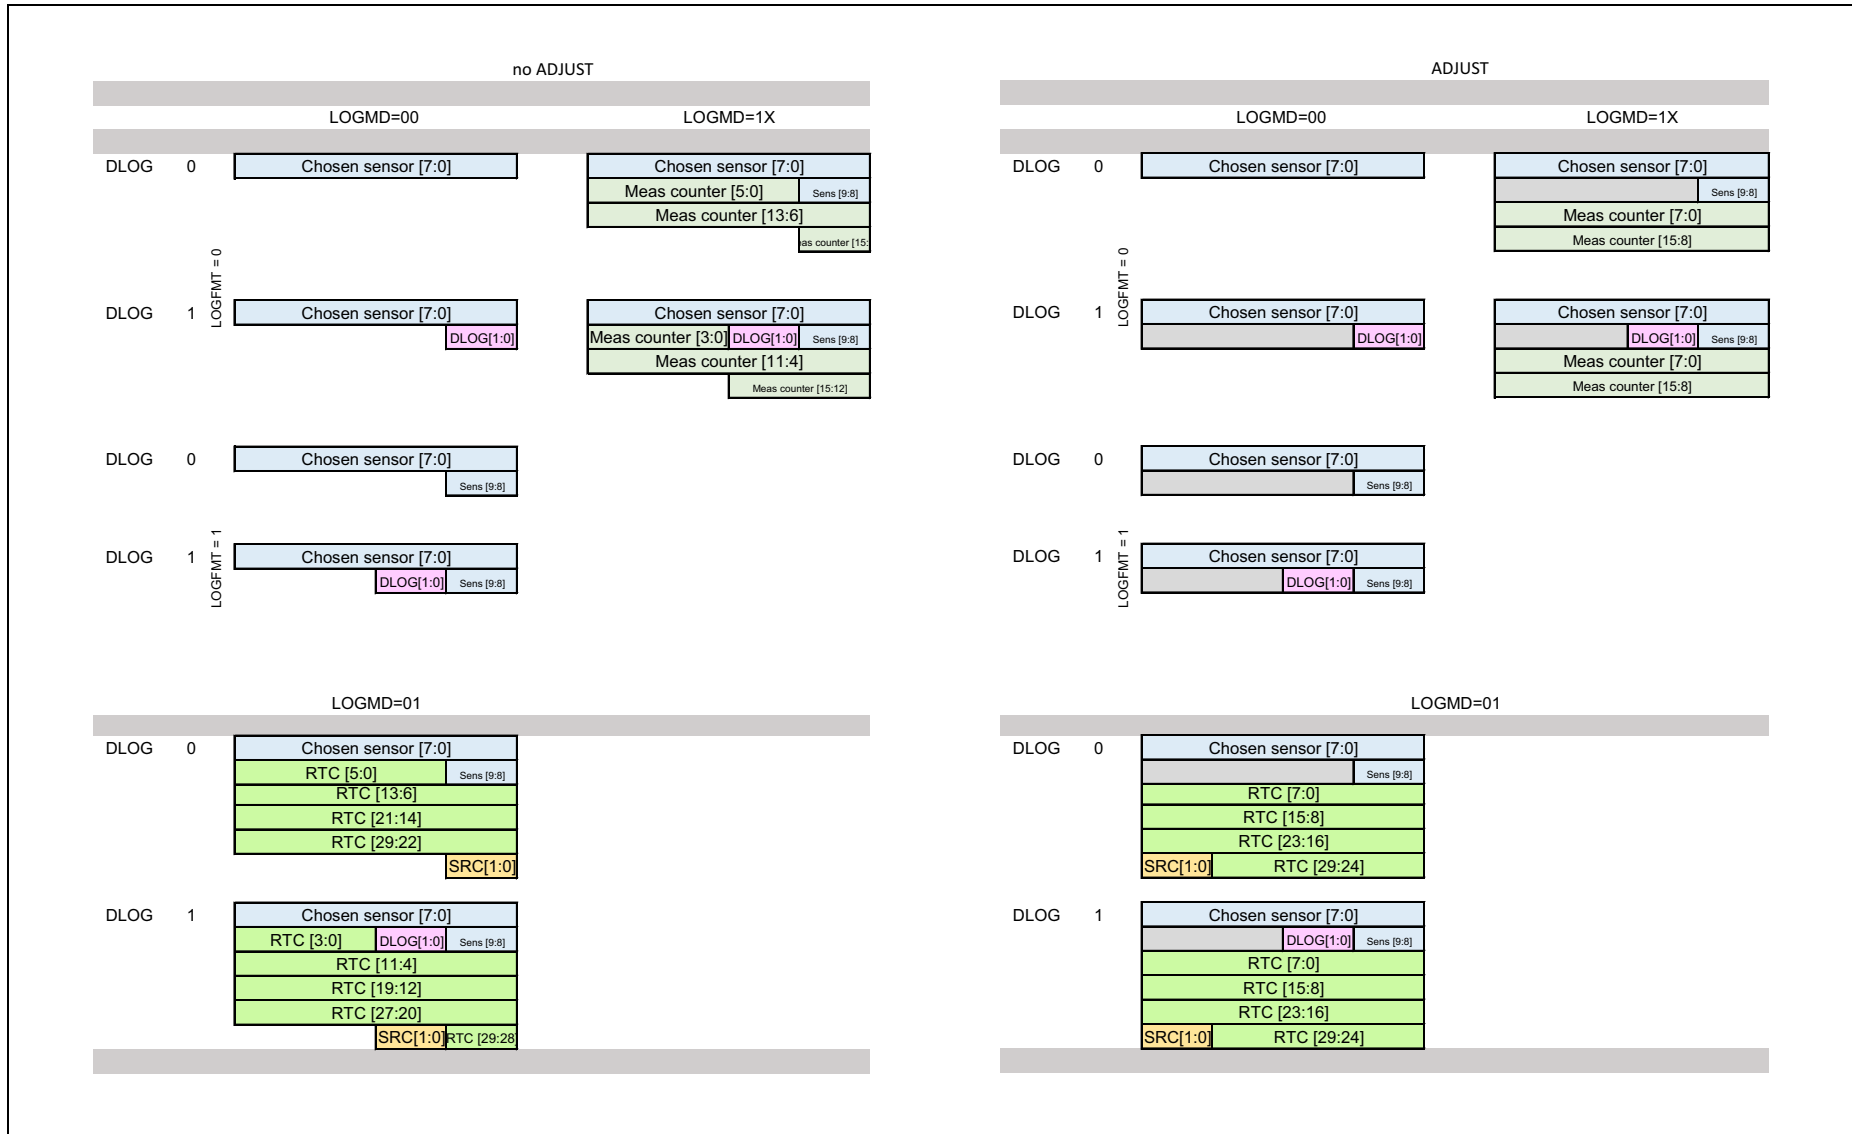 no ADJUST
ADJUST
LOGMD=00 LOGMD=1X
LOGMD=00 LOGMD=1X
DLOG 0 Chosen sensor [7:0] Chosen sensor [7:0]
Meas counter [5:0] Sens [9:8]
Meas counter [13:6]
eas counter [15:
LOGFMT = 0
DLOG 1 Chosen sensor [7:0] Chosen sensor [7:0]
DLOG[1:0] Meas counter [3:0] DLOG[1:0] Sens [9:8]
Meas counter [11:4]
Meas counter [15:12]
DLOG 0 Chosen sensor [7:0]
Sens [9:8]
LOGFMT = 1
DLOG 1 Chosen sensor [7:0]
DLOG[1:0] Sens [9:8]
DLOG 0 Chosen sensor [7:0] Chosen sensor [7:0]
Sens [9:8]
Meas counter [7:0]
Meas counter [15:8]
LOGFMT = 0
DLOG 1 Chosen sensor [7:0] Chosen sensor [7:0]
DLOG[1:0] DLOG[1:0] Sens [9:8]
Meas counter [7:0]
Meas counter [15:8]
DLOG 0 Chosen sensor [7:0]
Sens [9:8]
LOGFMT = 1
DLOG 1 Chosen sensor [7:0]
DLOG[1:0] Sens [9:8]
LOGMD=01
DLOG 0 Chosen sensor [7:0]
RTC [5:0] Sens [9:8]
RTC [13:6]
RTC [21:14]
RTC [29:22]
SRC[1:0]
DLOG 1 Chosen sensor [7:0]
RTC [3:0] DLOG[1:0] Sens [9:8]
RTC [11:4]
RTC [19:12]
RTC [27:20]
SRC[1:0] RTC [29:28]
LOGMD=01
DLOG 0 Chosen sensor [7:0]
Sens [9:8]
RTC [7:0]
RTC [15:8]
RTC [23:16]
SRC[1:0] RTC [29:24]
DLOG 1 Chosen sensor [7:0]
DLOG[1:0] Sens [9:8]
RTC [7:0]
RTC [15:8]
RTC [23:16]
SRC[1:0] RTC [29:24]